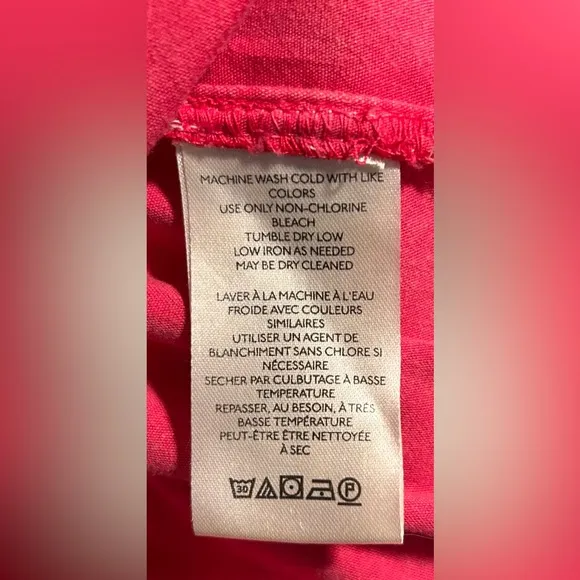 MACHINE WASH COLD WITH LIKE
COLORS
USE ONLY NON-CHLORINE
BLEACH
TUMBLE DRY LOW
LOW IRON AS NEEDED
MAY BE DRY CLEANED
LAVER À LA MACHINE À L'EAU
FROIDE AVEC COULEURS
SIMILAIRES
UTILISER UN AGENT DE
BLANCHIMENT SANS CHLORE SI
NÉCESSAIRE
SECHER PAR CULBUTAGE À BASSE
TEMPERATURE
REPASSER, AU BESOIN, À TRÈS
BASSE TEMPÉRATURE
PEUT-ÊTRE ÊTRE NETTOYÉE
À SEC
30 P